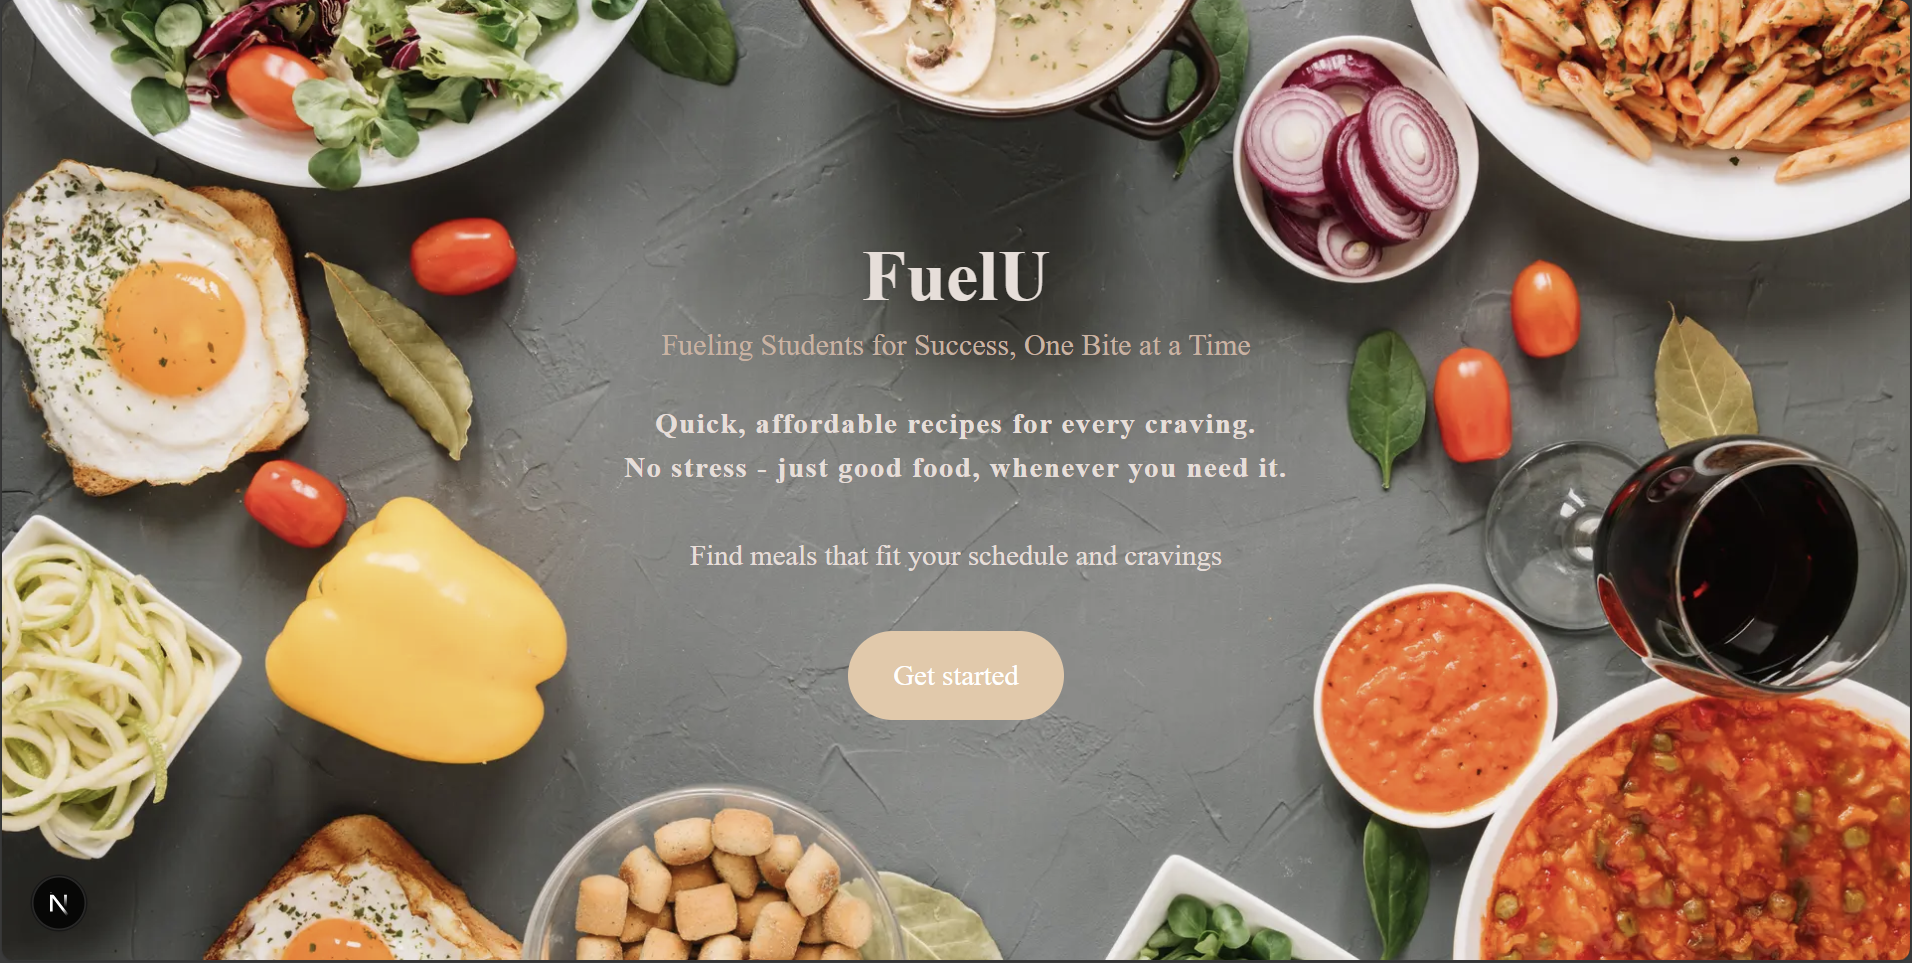 FuelU
Fueling Students for Success, One Bite at a Time
Quick, affordable recipes for every craving.
No stress - just good food, whenever you need it.
Find meals that fit your schedule and cravings
Get started
N